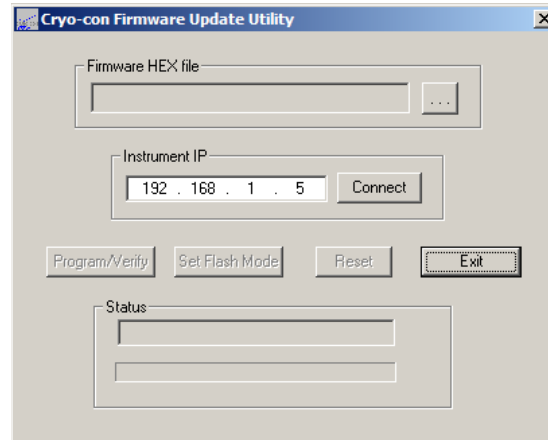 Cryo-con Firmware Update Utility
Firmware HEX file
...
Instrument IP
192 . 168 . 1 . 5
Connect
Program/Verify Set Flash Mode Reset Exit
Status